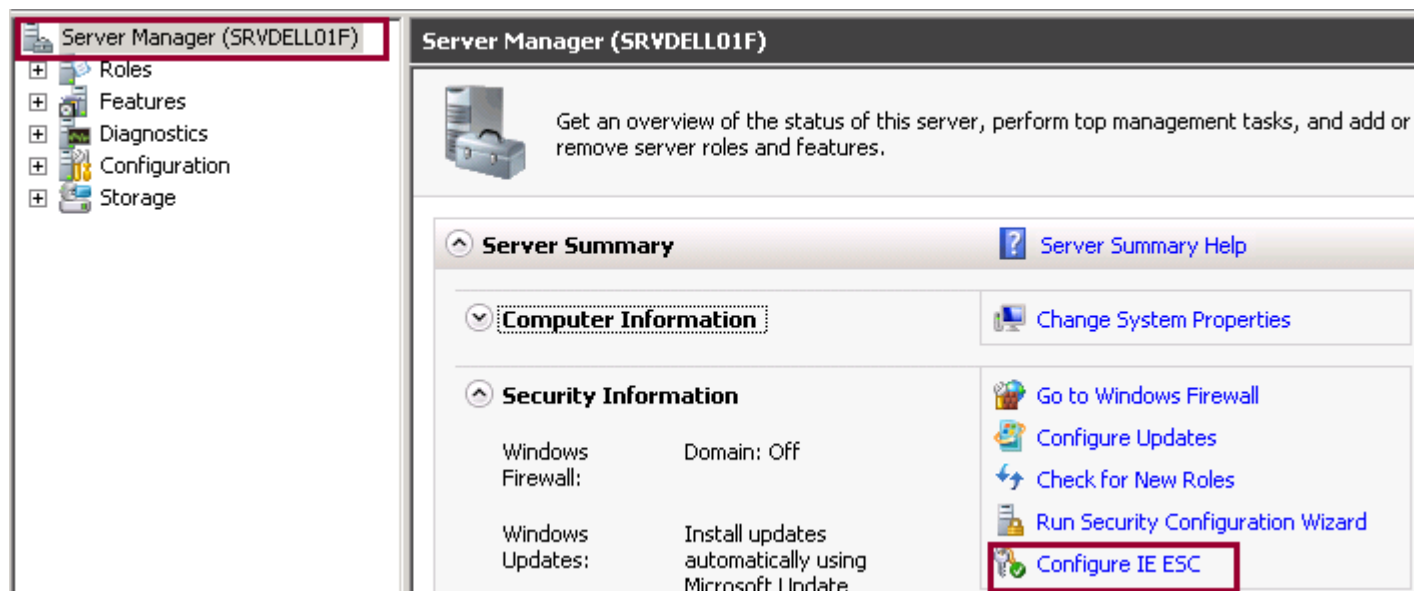 Server Manager (SRVDELL01F)
Roles
Features
Diagnostics
Configuration
Storage
Server Manager (SRVDELL01F)
Get an overview of the status of this server, perform top management tasks, and add or
remove server roles and features.
Server Summary
Server Summary Help
Computer Information
Change System Properties
Security Information
Go to Windows Firewall
Configure Updates
Check for New Roles
Run Security Configuration Wizard
Configure IE ESC
Windows
Firewall:
Domain: Off
Windows
Updates:
Install updates
automatically using
Microsoft Update